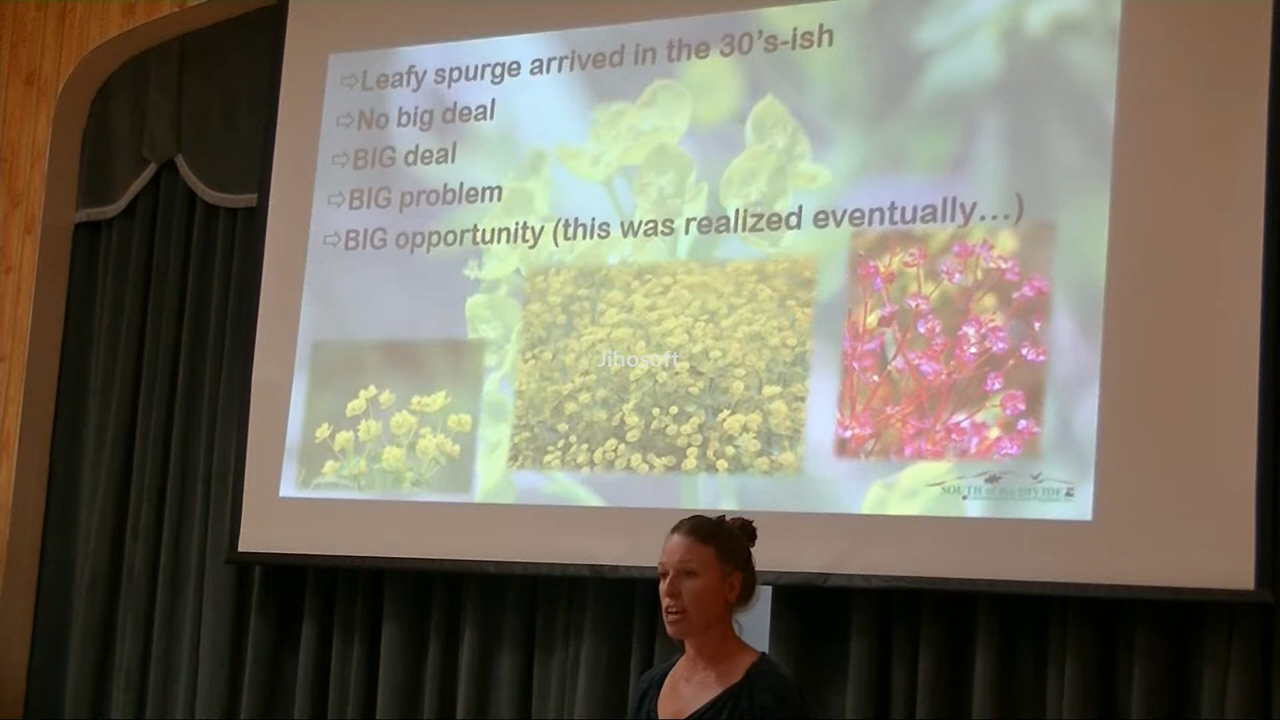 ⇨Leafy spurge arrived in the 30's-ish
⇨No big deal
⇨BIG deal
⇨BIG problem
⇨BIG opportunity (this was realized eventually...)
Jihosoft
SOUTH of the DIVIDE